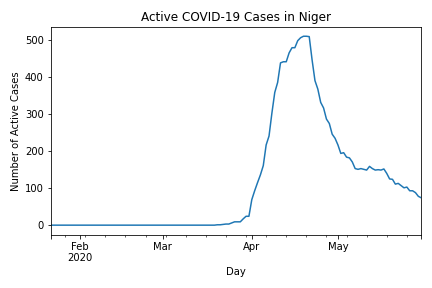 Active COVID-19 Cases in Niger
500
400
300
200
100
0
Number of Active Cases
Feb
2020
Mar
Apr
May
Day